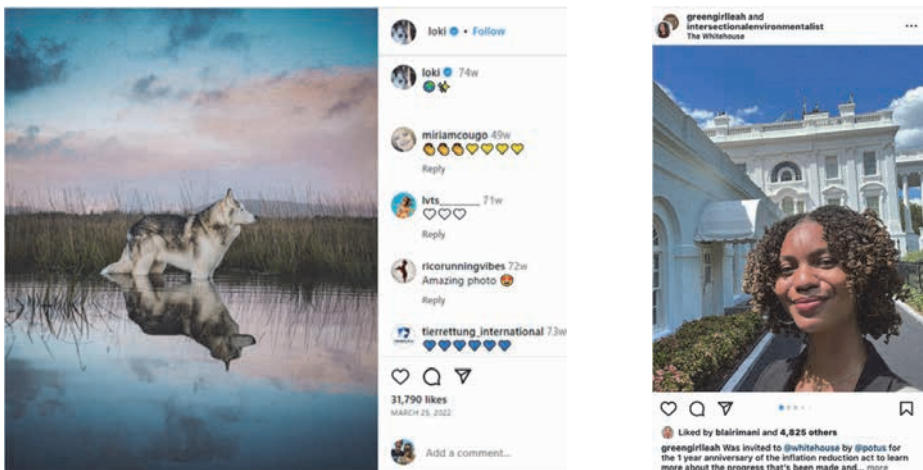 loki • Follow
loki 74w
miriamcougo 49w
Reply
lvts_______ 71w
Reply
ricorunningvibes 72w
Amazing photo
Reply
tierrettung_international 73w
31,790 likes
MARCH 25, 2022
Add a comment...
greengirlleah and
intersectionalenvironmentalist
The Whitehouse
Liked by blairimani and 4,825 others
greengirlleah Was invited to @whitehouse by @potus for
the 1 year anniversary of the inflation reduction act to learn
more about the progress that's been made and... more